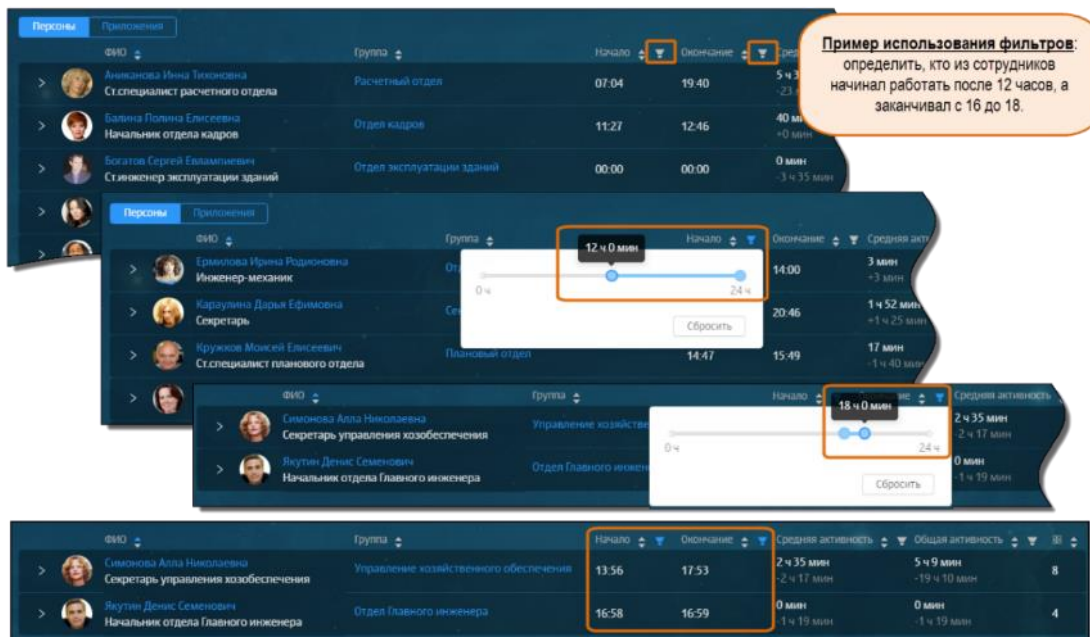 Персоны Приложения
ФИО Группа Начало Окончание
Аниканова Инна Тихоновна
Ст.специалист расчетного отдела
Расчетный отдел 07:04 19:40
Балина Полина Елисеевна
Начальник отдела кадров
Отдел кадров 11:27 12:46
+0 мин
Богатов Сергей Евлампиевич
Ст.инженер эксплуатации зданий
Отдел эксплуатации зданий 00:00 00:00
0 мин
-3 ч 35 мин
Пример использования фильтров:
определить, кто из сотрудников
начинал работать после 12 часов, а
заканчивал с 16 до 18.
Персоны Приложения
ФИО Группа Начало Окончание Средняя акти
Ермилова Ирина Родионовна
Инженер-механик
14:00
3 мин
+3 мин
12 ч 0 мин
0 ч 24 ч
Сбросить
Караулина Дарья Ефимовна
Секретарь
20:46
1 ч 52 мин
+1 ч 25 мин
Кружков Моисей Елисеевич
Ст.специалист планового отдела
Плановый отдел 14:47 15:49
17 мин
-1 ч 40 мин
ФИО Группа Начало Средняя активность
Симонова Алла Николаевна
Секретарь управления хозобеспечения
Управление хозяйстве
2 ч 35 мин
-2 ч 17 мин
18 ч 0 мин
0 ч 24 ч
Сбросить
Якутин Денис Семенович
Начальник отдела Главного инженера
Отдел Главного инжен
0 мин
-1 ч 19 мин
ФИО Группа Начало Окончание Средняя активность Общая активность
Симонова Алла Николаевна
Секретарь управления хозобеспечения
Управление хозяйственного обеспечения 13:56 17:53
2 ч 35 мин
-2 ч 17 мин
5 ч 9 мин
-19 ч 10 мин
8
Якутин Денис Семенович
Начальник отдела Главного инженера
Отдел Главного инженера 16:58 16:59
0 мин
-1 ч 19 мин
0 мин
-1 ч 19 мин
4